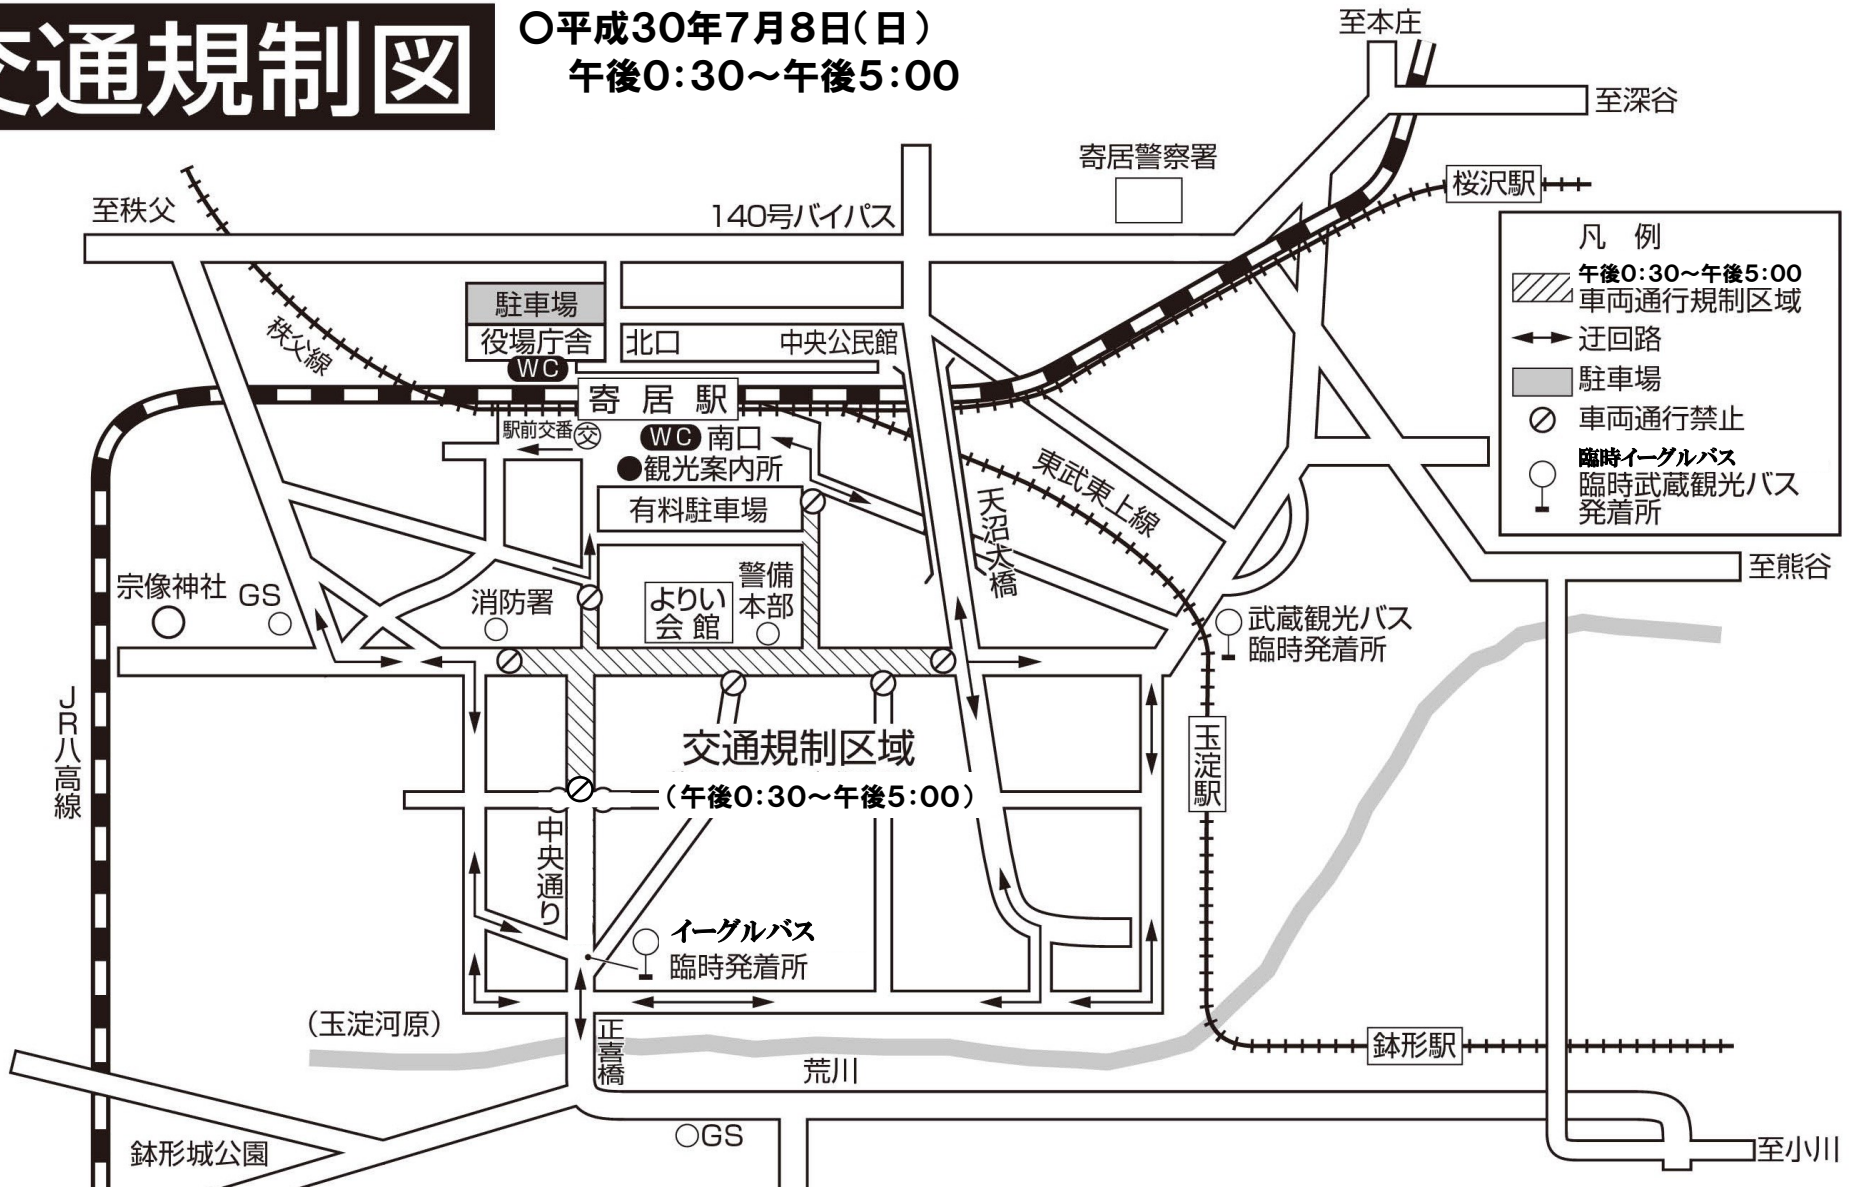 交通規制図
○平成30年7月8日(日)
午後0:30～午後5:00
至本庄
至深谷
寄居警察署
桜沢駅
至秩父
140号バイパス
凡 例
午後0:30～午後5:00
車両通行規制区域
迂回路
駐車場
車両通行禁止
臨時イーグルバス
臨時武蔵観光バス
発着所
駐車場
役場庁舎
WC
北口
中央公民館
秩父線
寄居駅
駅前交番
交
WC 南口
●観光案内所
有料駐車場
東武東上線
天沼大橋
至熊谷
宗像神社
GS
消防署
よりい
会館
警備
本部
武蔵観光バス
臨時発着所
JR八高線
交通規制区域
(午後0:30～午後5:00)
玉淀駅
中央通り
イーグルバス
臨時発着所
(玉淀河原)
正喜橋
荒川
鉢形駅
鉢形城公園
○GS
至小川